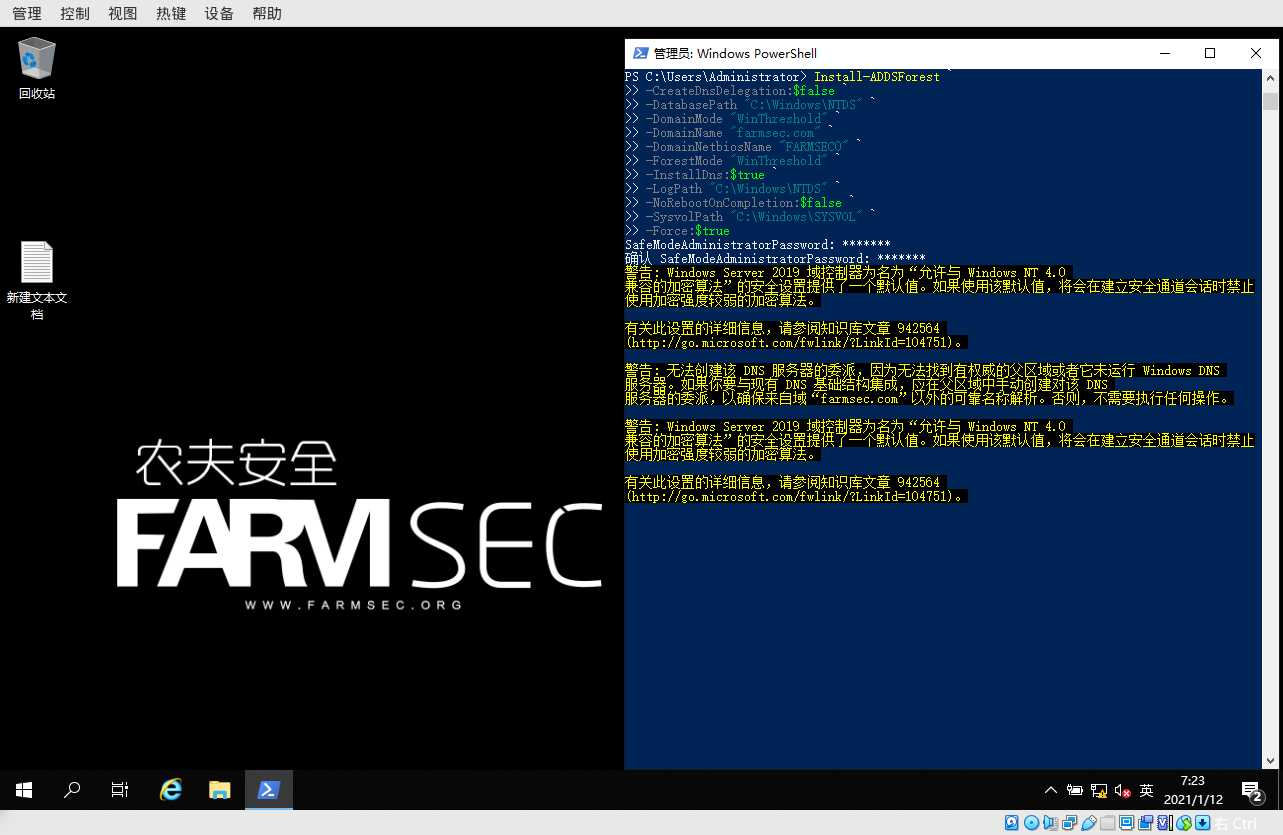 管理 控制 视图 热键 设备 帮助
回收站
新建文本文
档
农夫安全
FARMSEC
WWW.FARMSEC.ORG
管理员: Windows PowerShell
PS C:\Users\Administrator> Install-ADDSForest `
>> -CreateDnsDelegation:$false `
>> -DatabasePath "C:\Windows\NTDS" `
>> -DomainMode "WinThreshold" `
>> -DomainName "farmsec.com" `
>> -DomainNetbiosName "FARMSEC0" `
>> -ForestMode "WinThreshold" `
>> -InstallDns:$true `
>> -LogPath "C:\Windows\NTDS" `
>> -NoRebootOnCompletion:$false `
>> -SysvolPath "C:\Windows\SYSVOL" `
>> -Force:$true
SafeModeAdministratorPassword: *******
确认 SafeModeAdministratorPassword: *******
警告: Windows Server 2019 域控制器为名为“允许与 Windows NT 4.0
兼容的加密算法”的安全设置提供了一个默认值。如果使用该默认值，将会在建立安全通道会话时禁止
使用加密强度较弱的加密算法。
有关此设置的详细信息，请参阅知识库文章 942564
(http://go.microsoft.com/fwlink/?LinkId=104751)。
警告: 无法创建该 DNS 服务器的委派，因为无法找到有权威的父区域或者它未运行 Windows DNS
服务器。如果你要与现有 DNS 基础结构集成，应在父区域中手动创建对该 DNS
服务器的委派，以确保来自域“farmsec.com”以外的可靠名称解析。否则，不需要执行任何操作。
警告: Windows Server 2019 域控制器为名为“允许与 Windows NT 4.0
兼容的加密算法”的安全设置提供了一个默认值。如果使用该默认值，将会在建立安全通道会话时禁止
使用加密强度较弱的加密算法。
有关此设置的详细信息，请参阅知识库文章 942564
(http://go.microsoft.com/fwlink/?LinkId=104751)。
英
7:23
2021/1/12
2
右 Ctrl